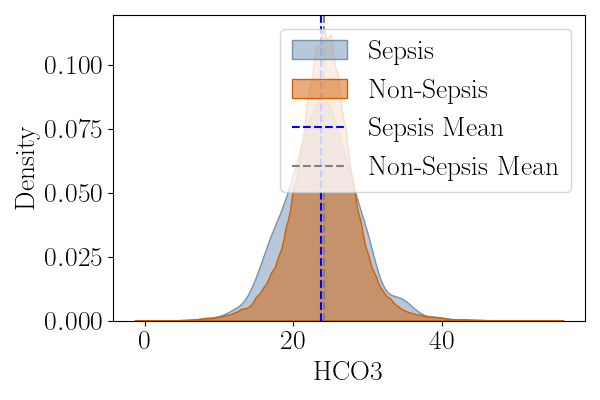 Sepsis
Non-Sepsis
Sepsis Mean
Non-Sepsis Mean
Density
0.100
0.075
0.050
0.025
0.000
0 20 40
HCO3